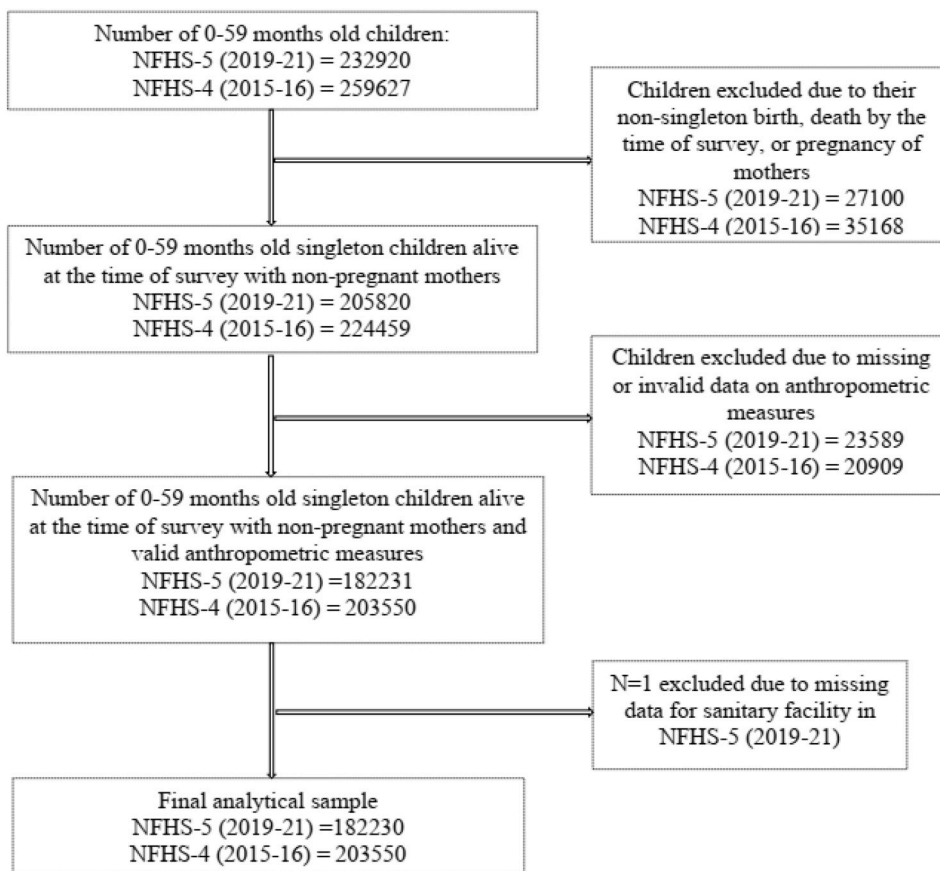 Number of 0-59 months old children:
NFHS-5 (2019-21) = 232920
NFHS-4 (2015-16) = 259627
Children excluded due to their
non-singleton birth, death by the
time of survey, or pregnancy of
mothers
NFHS-5 (2019-21) = 27100
NFHS-4 (2015-16) = 35168
Number of 0-59 months old singleton children alive
at the time of survey with non-pregnant mothers
NFHS-5 (2019-21) = 205820
NFHS-4 (2015-16) = 224459
Children excluded due to missing
or invalid data on anthropometric
measures
NFHS-5 (2019-21) = 23589
NFHS-4 (2015-16) = 20909
Number of 0-59 months old singleton children alive
at the time of survey with non-pregnant mothers and
valid anthropometric measures
NFHS-5 (2019-21) =182231
NFHS-4 (2015-16) = 203550
N=1 excluded due to missing
data for sanitary facility in
NFHS-5 (2019-21)
Final analytical sample
NFHS-5 (2019-21) =182230
NFHS-4 (2015-16) = 203550